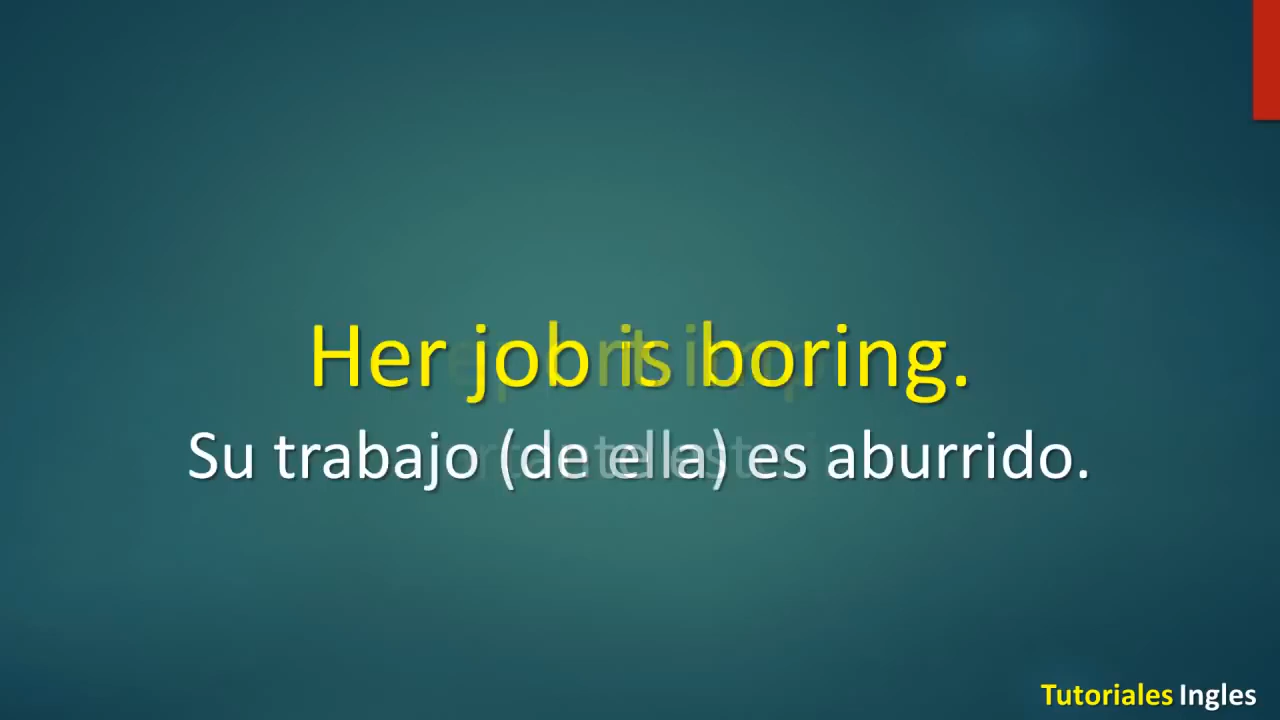 Her job is boring.
Su trabajo (de ella) es aburrido.
Tutoriales Ingles